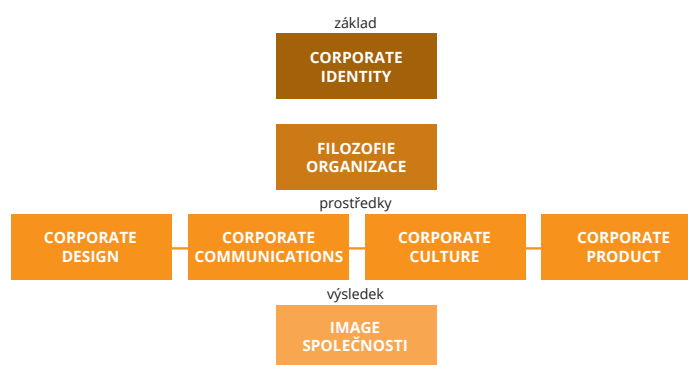 základ
CORPORATE
IDENTITY
FILOZOFIE
ORGANIZACE
prostředky
CORPORATE
DESIGN
CORPORATE
COMMUNICATIONS
CORPORATE
CULTURE
CORPORATE
PRODUCT
výsledek
IMAGE
SPOLEČNOSTI